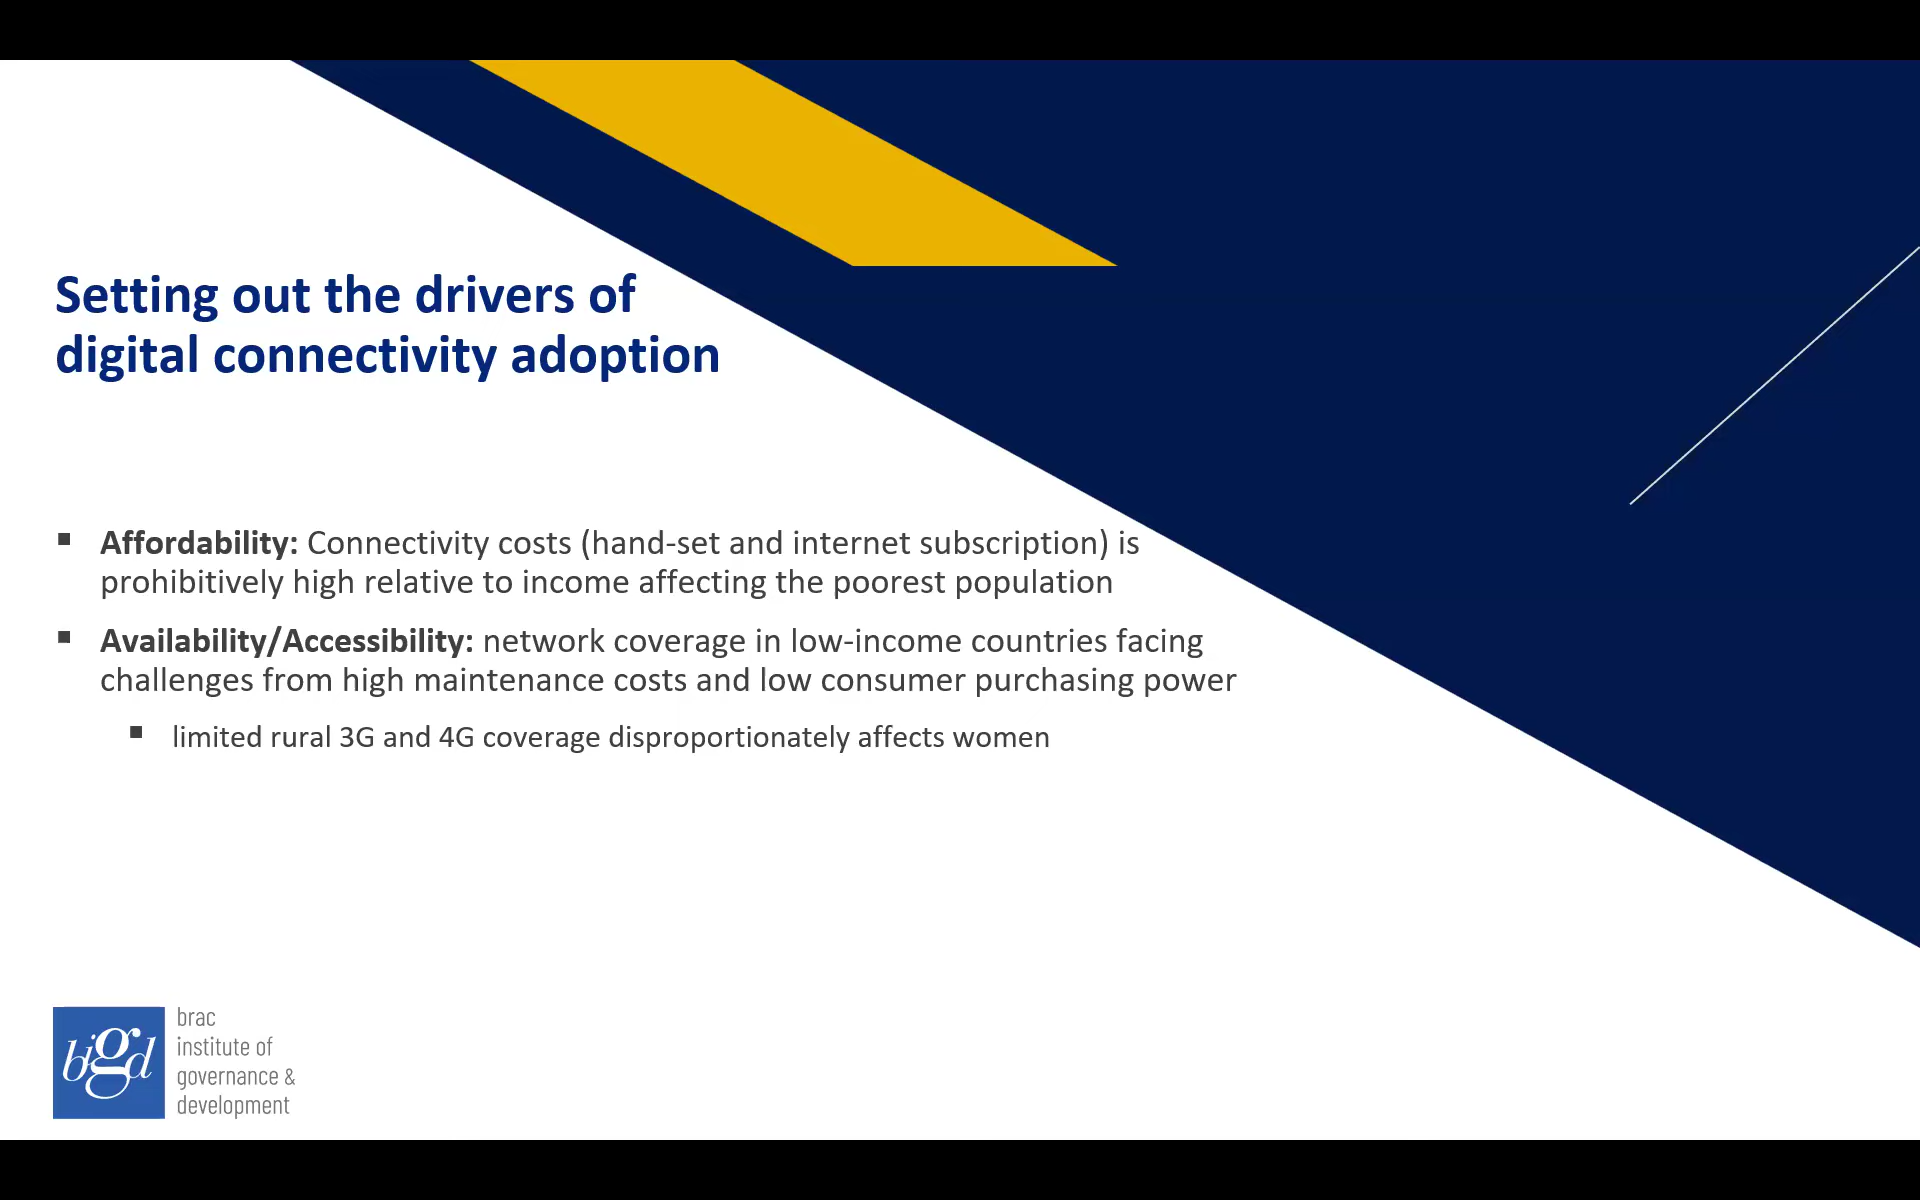 Setting out the drivers of
digital connectivity adoption
▪ Affordability: Connectivity costs (hand-set and internet subscription) is
prohibitively high relative to income affecting the poorest population
▪ Availability/Accessibility: network coverage in low-income countries facing
challenges from high maintenance costs and low consumer purchasing power
▪ limited rural 3G and 4G coverage disproportionately affects women
bigd
brac
institute of
governance &
development